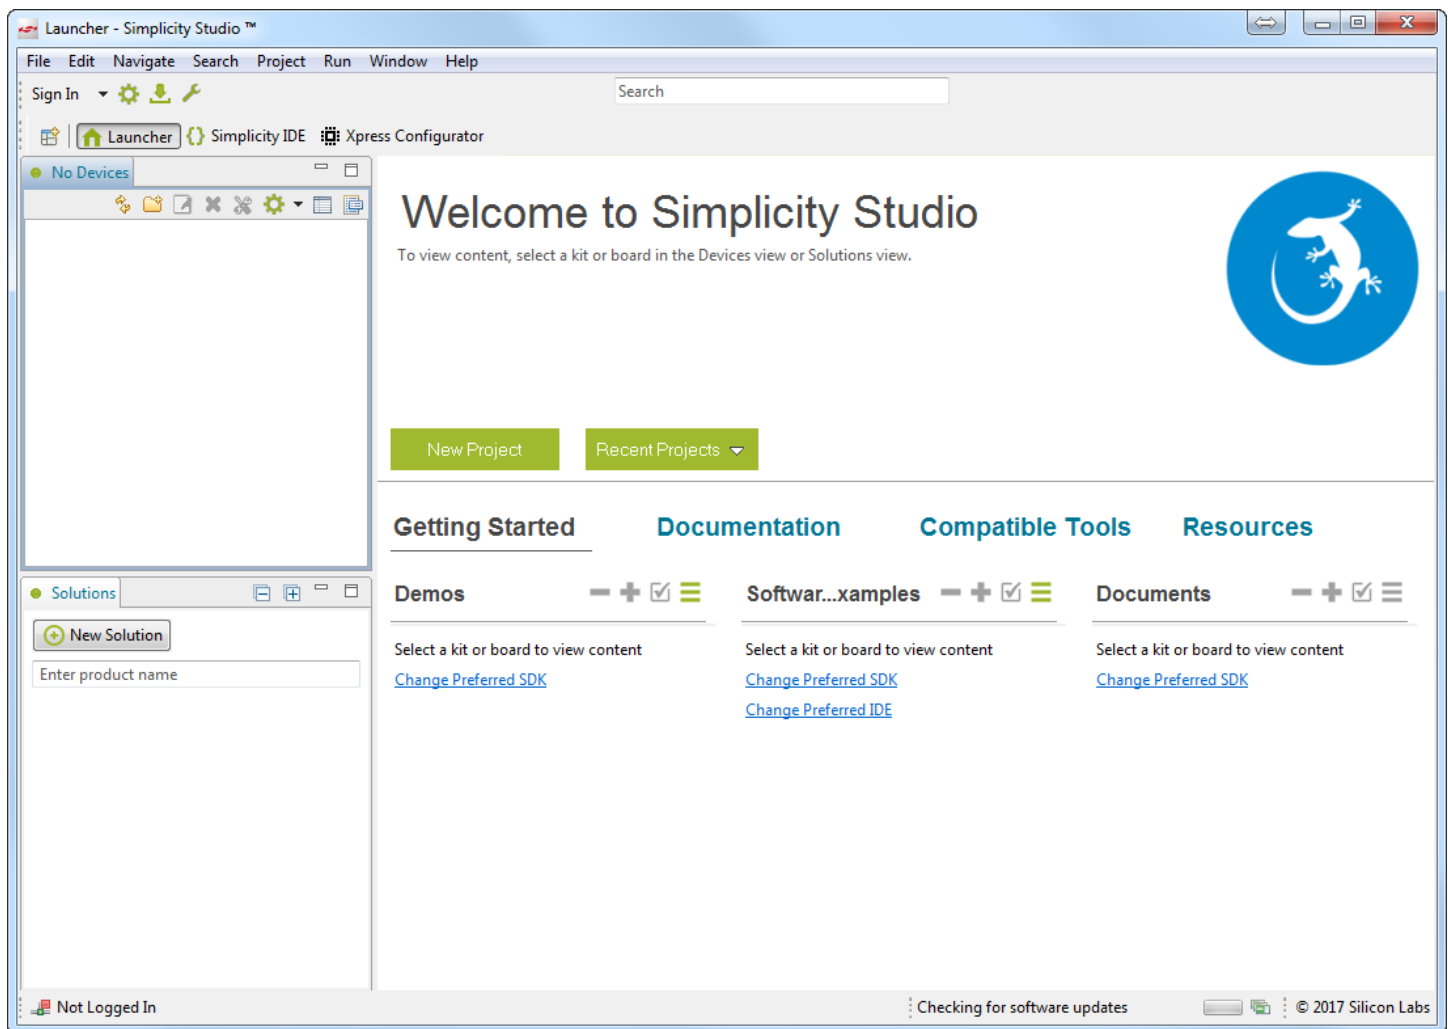 Launcher - Simplicity Studio ™
File Edit Navigate Search Project Run Window Help
Sign In
Search
Launcher
Simplicity IDE
Xpress Configurator
No Devices
Welcome to Simplicity Studio
To view content, select a kit or board in the Devices view or Solutions view.
New Project
Recent Projects
Getting Started
Documentation
Compatible Tools
Resources
Solutions
New Solution
Enter product name
Demos
Select a kit or board to view content
Change Preferred SDK
Softwar...xamples
Select a kit or board to view content
Change Preferred SDK
Change Preferred IDE
Documents
Select a kit or board to view content
Change Preferred SDK
Not Logged In
Checking for software updates
© 2017 Silicon Labs